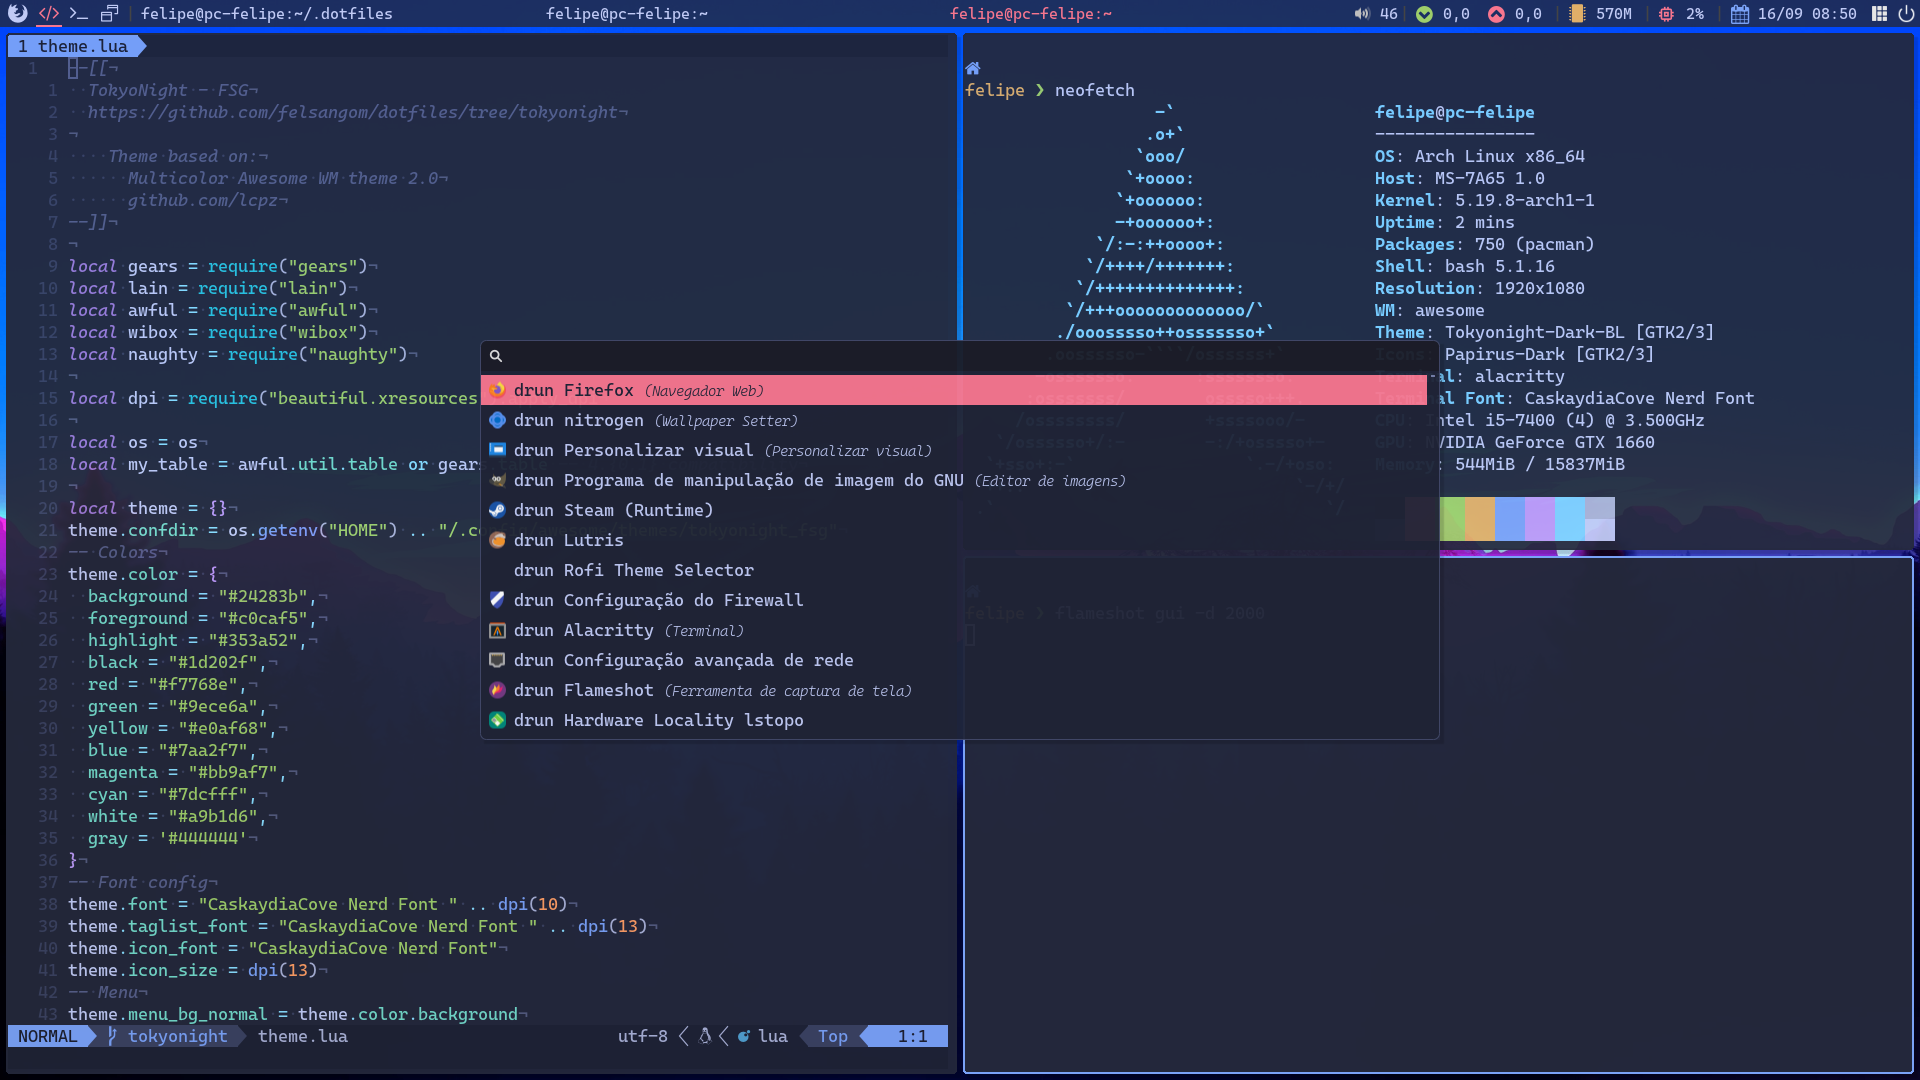 felipe@pc-felipe:~/.dotfiles felipe@pc-felipe:~ felipe@pc-felipe:~ 46 0,0 0,0 570M 2% 16/09 08:50
1 theme.lua
1 --[[¬
1 ··TokyoNight·-·FSG¬
2 ··https://github.com/felsangom/dotfiles/tree/tokyonight¬
3 ¬
4 ····Theme·based·on:¬
5 ······Multicolor·Awesome·WM·theme·2.0¬
6 ······github.com/lcpz¬
7 --]]¬
8 ¬
9 local·gears·=·require("gears")¬
10 local·lain·=·require("lain")¬
11 local·awful·=·require("awful")¬
12 local·wibox·=·require("wibox")¬
13 local·naughty·=·require("naughty")¬
14 ¬
15 local·dpi·=·require("beautiful.xresources
16 ¬
17 local·os·=·os¬
18 local·my_table·=·awful.util.table·or·gears.table
19 ¬
20 local·theme·=·{}¬
21 theme.confdir·=·os.getenv("HOME")·..·"/.config/awesome/themes/tokyonight_fsg"
22 --·Colors¬
23 theme.color·=·{¬
24 ··background·=·"#24283b",¬
25 ··foreground·=·"#c0caf5",¬
26 ··highlight·=·"#353a52",¬
27 ··black·=·"#1d202f",¬
28 ··red·=·"#f7768e",¬
29 ··green·=·"#9ece6a",¬
30 ··yellow·=·"#e0af68",¬
31 ··blue·=·"#7aa2f7",¬
32 ··magenta·=·"#bb9af7",¬
33 ··cyan·=·"#7dcfff",¬
34 ··white·=·"#a9b1d6",¬
35 ··gray·=·'#444444'¬
36 }¬
37 --·Font·config¬
38 theme.font·=·"CaskaydiaCove·Nerd·Font·"·..·dpi(10)¬
39 theme.taglist_font·=·"CaskaydiaCove·Nerd·Font·"·..·dpi(13)¬
40 theme.icon_font·=·"CaskaydiaCove·Nerd·Font"¬
41 theme.icon_size·=·dpi(13)¬
42 --·Menu¬
43 theme.menu_bg_normal·=·theme.color.background¬
NORMAL tokyonight theme.lua utf-8 lua Top 1:1
felipe ❯ neofetch
-`
.o+`
`ooo/
`+oooo:
`+oooooo:
-+oooooo+:
`/:-:++oooo+:
`/++++/+++++++:
`/++++++++++++++:
`/+++ooooooooooooo/`
./ooosssso++osssssso+`
.oossssso-````/ossssss+`
felipe@pc-felipe
----------------
OS: Arch Linux x86_64
Host: MS-7A65 1.0
Kernel: 5.19.8-arch1-1
Uptime: 2 mins
Packages: 750 (pacman)
Shell: bash 5.1.16
Resolution: 1920x1080
WM: awesome
Theme: Tokyonight-Dark-BL [GTK2/3]
Icons: Papirus-Dark [GTK2/3]
Terminal: alacritty
Terminal Font: CaskaydiaCove Nerd Font
CPU: Intel i5-7400 (4) @ 3.500GHz
GPU: NVIDIA GeForce GTX 1660
Memory: 544MiB / 15837MiB
drun Firefox (Navegador Web)
drun nitrogen (Wallpaper Setter)
drun Personalizar visual (Personalizar visual)
drun Programa de manipulação de imagem do GNU (Editor de imagens)
drun Steam (Runtime)
drun Lutris
drun Rofi Theme Selector
drun Configuração do Firewall
drun Alacritty (Terminal)
drun Configuração avançada de rede
drun Flameshot (Ferramenta de captura de tela)
drun Hardware Locality lstopo
felipe ❯ flameshot gui -d 2000